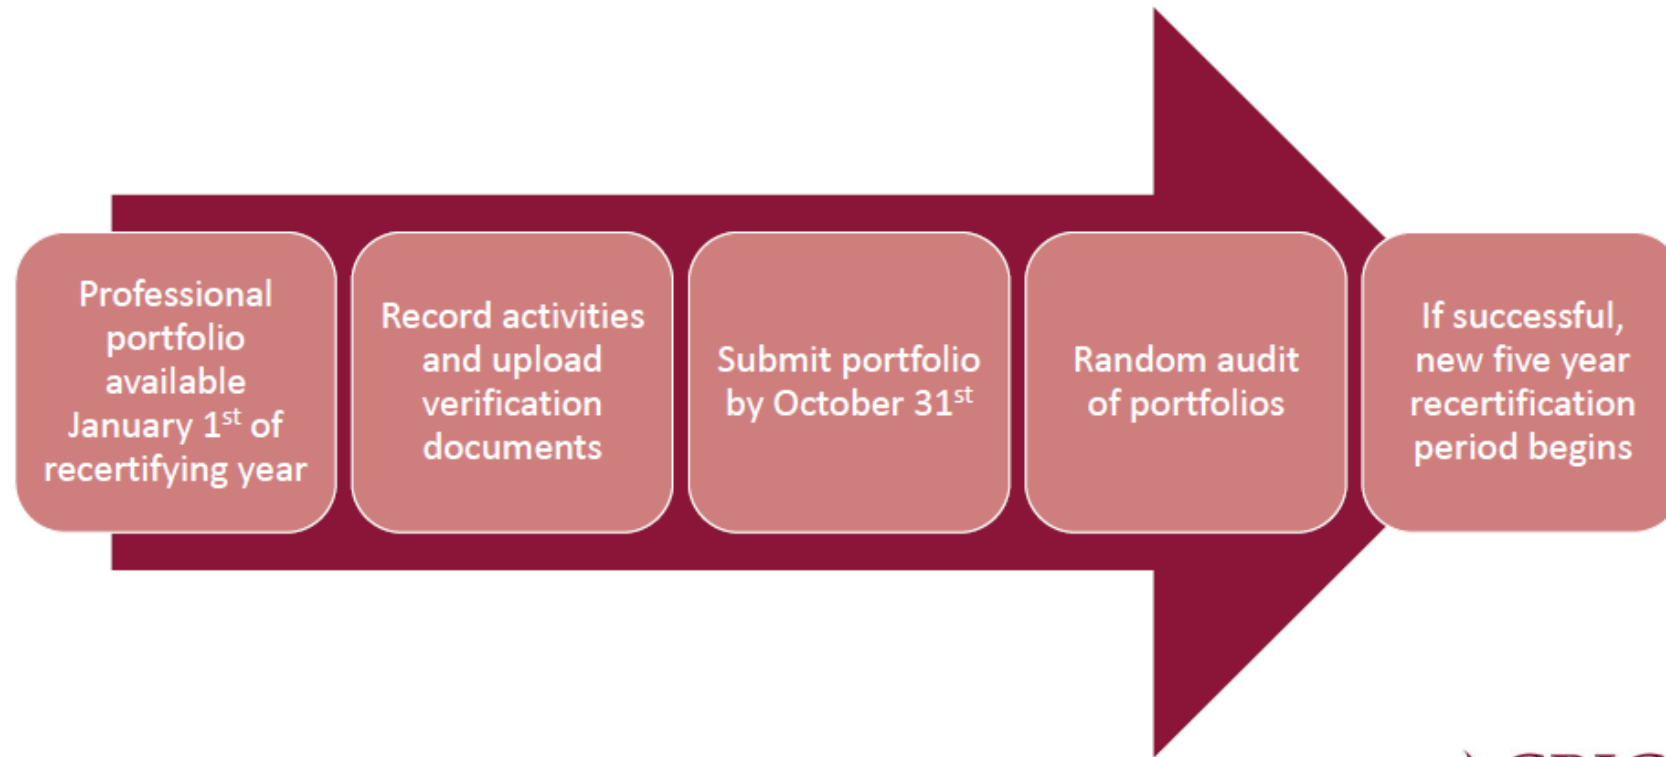 Professional
portfolio
available
January 1st of
recertifying year
Record activities
and upload
verification
documents
Submit portfolio
by October 31st
Random audit
of portfolios
If successful,
new five year
recertification
period begins